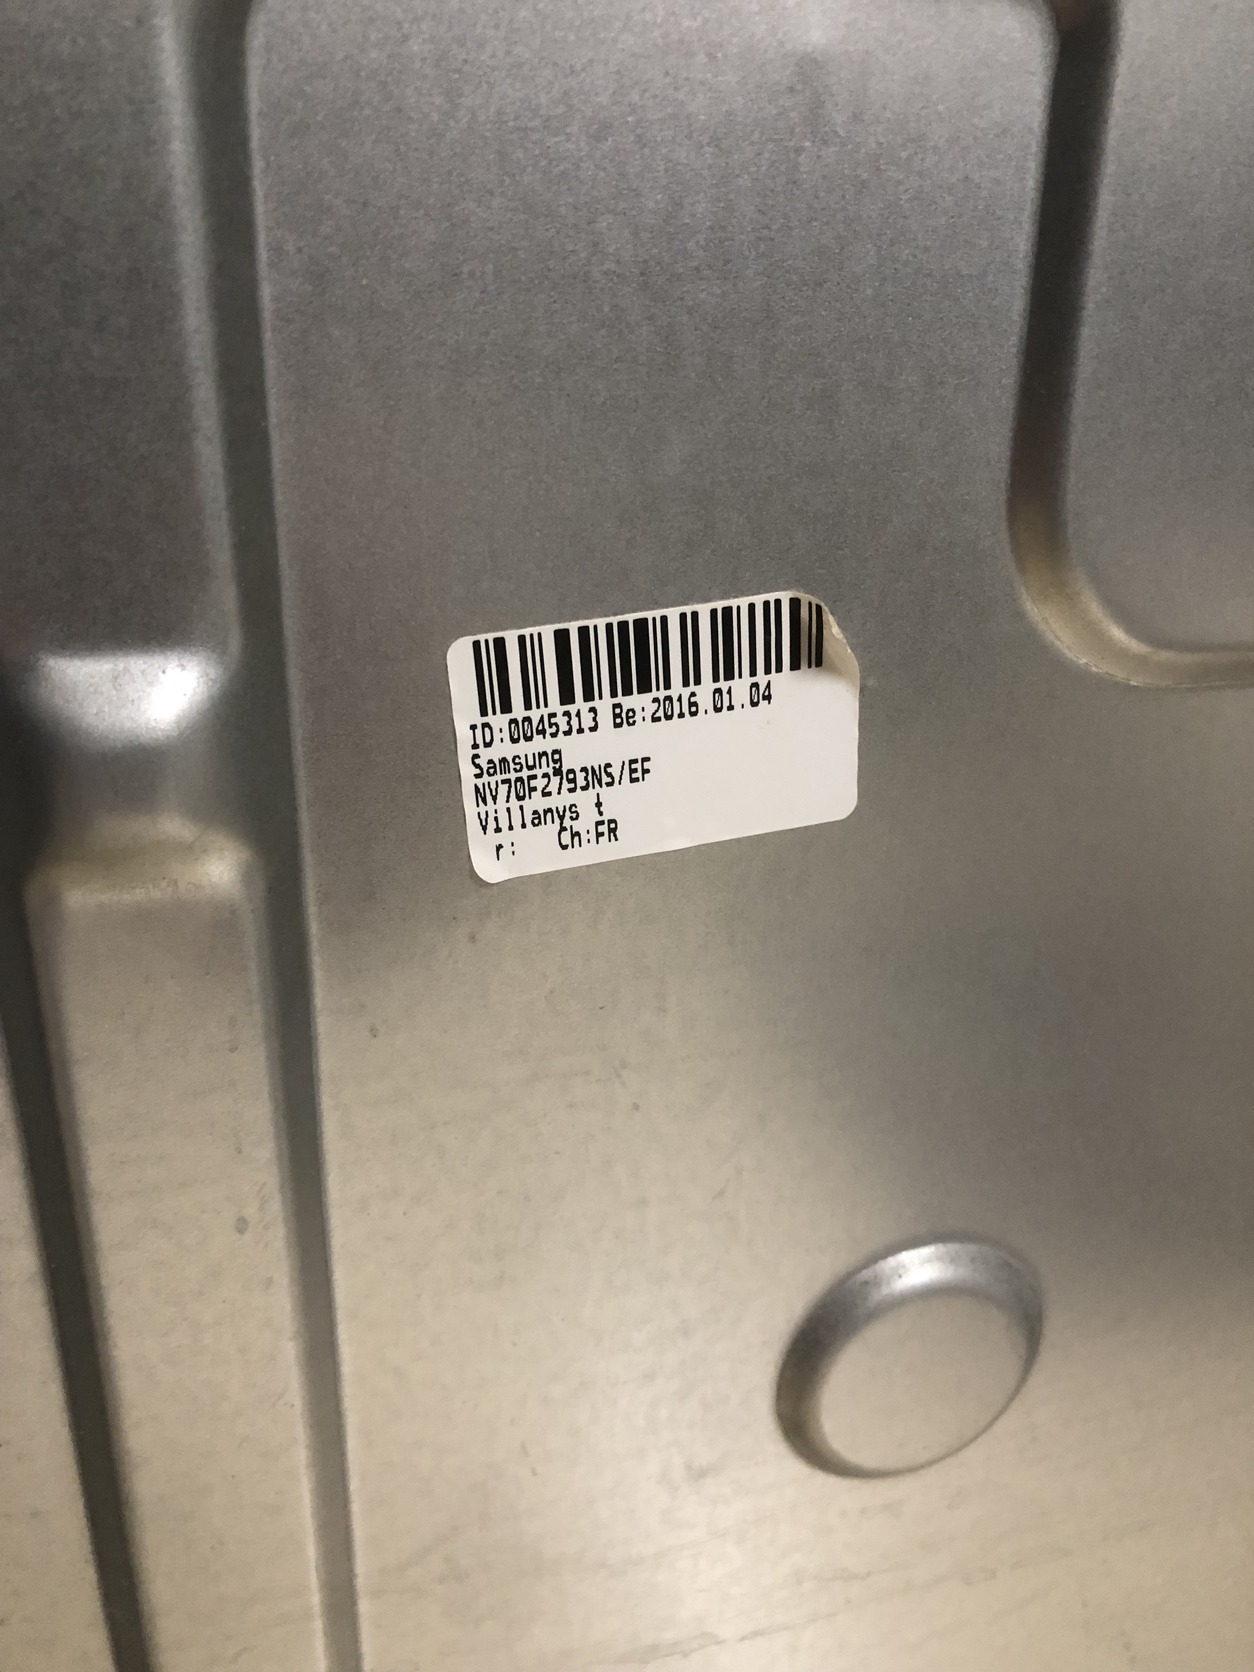 ID:0045313 Be:2016.01.04
Samsung
NV70F2793NS/EF
Villanys t
r: Ch:FR